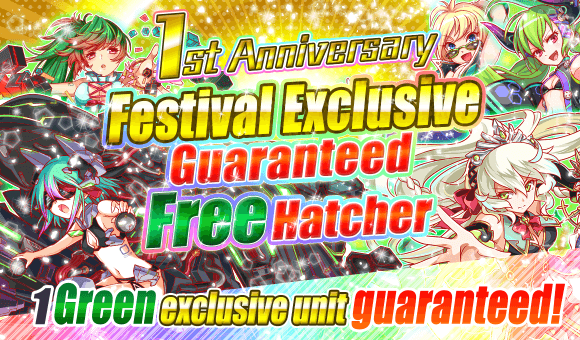 1st Anniversary
Festival Exclusive
Guaranteed
Free Hatcher
1 Green exclusive unit guaranteed!